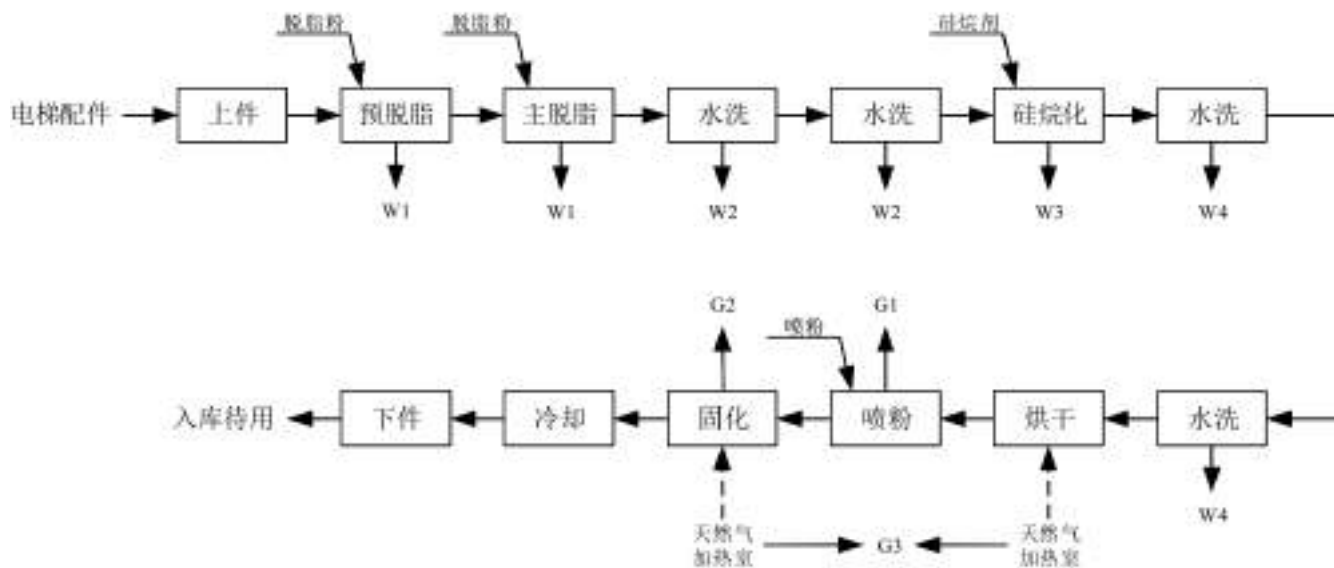 脱脂粉
脱脂粉
硅烷剂
电梯配件
上件
预脱脂
主脱脂
水洗
水洗
硅烷化
水洗
W1
W1
W2
W2
W3
W4
G2
G1
喷粉
入库待用
下件
冷却
固化
喷粉
烘干
水洗
W4
天然气
加热室
G3
天然气
加热室